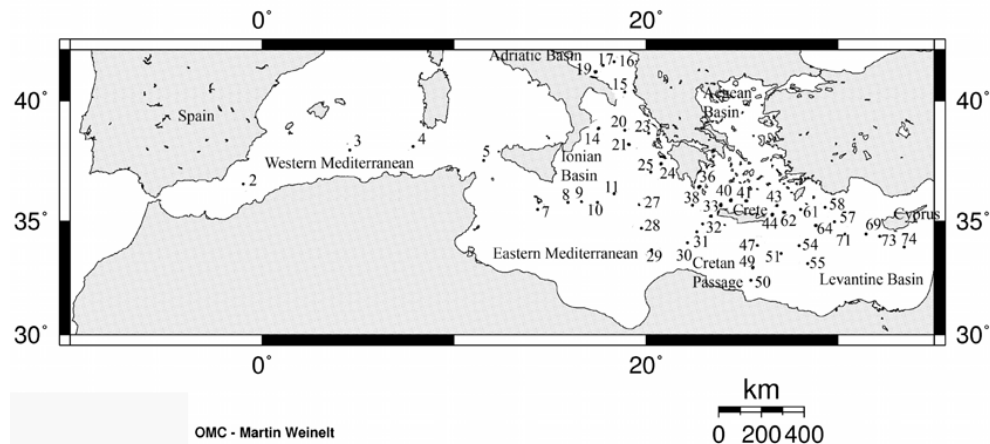 0° 20°
Adriatic Basin 17 16
19
40° 15 Aegean 40°
Spain Basin
20 23
3 4 14 21
5 Ionian
Western Mediterranean 25
Basin 24
2 36
8 9 11 38 40 41 43
7 10 27 33 Crete 61 58
28 32 44 62 57 Cyprus
35° 64 69 35°
31 71 73 74
Eastern Mediterranean 29 30 47 54
Cretan 49 51 55
Passage 50 Levantine Basin
30° 30°
0° 20°
km
OMC - Martin Weinelt 0 200 400